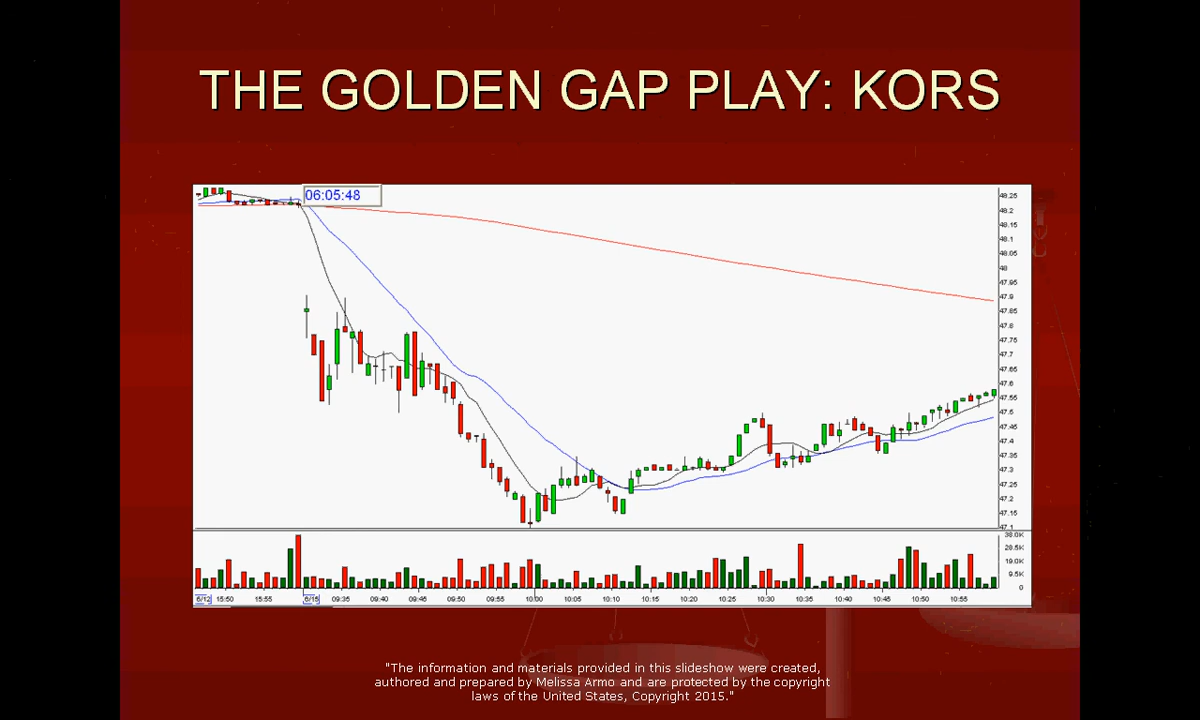 THE GOLDEN GAP PLAY: KORS
06:05:48
48.25
48.2
48.15
48.1
48.05
48
47.95
47.9
47.85
47.8
47.75
47.7
47.65
47.6
47.55
47.5
47.45
47.4
47.35
47.3
47.25
47.2
47.15
47.1
38.0K
28.5K
19.0K
9.5K
0
6/12 15:50 15:55 6/15 09:35 09:40 09:45 09:50 09:55 10:00 10:05 10:10 10:15 10:20 10:25 10:30 10:35 10:40 10:45 10:50 10:55
"The information and materials provided in this slideshow were created,
authored and prepared by Melissa Armo and are protected by the copyright
laws of the United States, Copyright 2015."